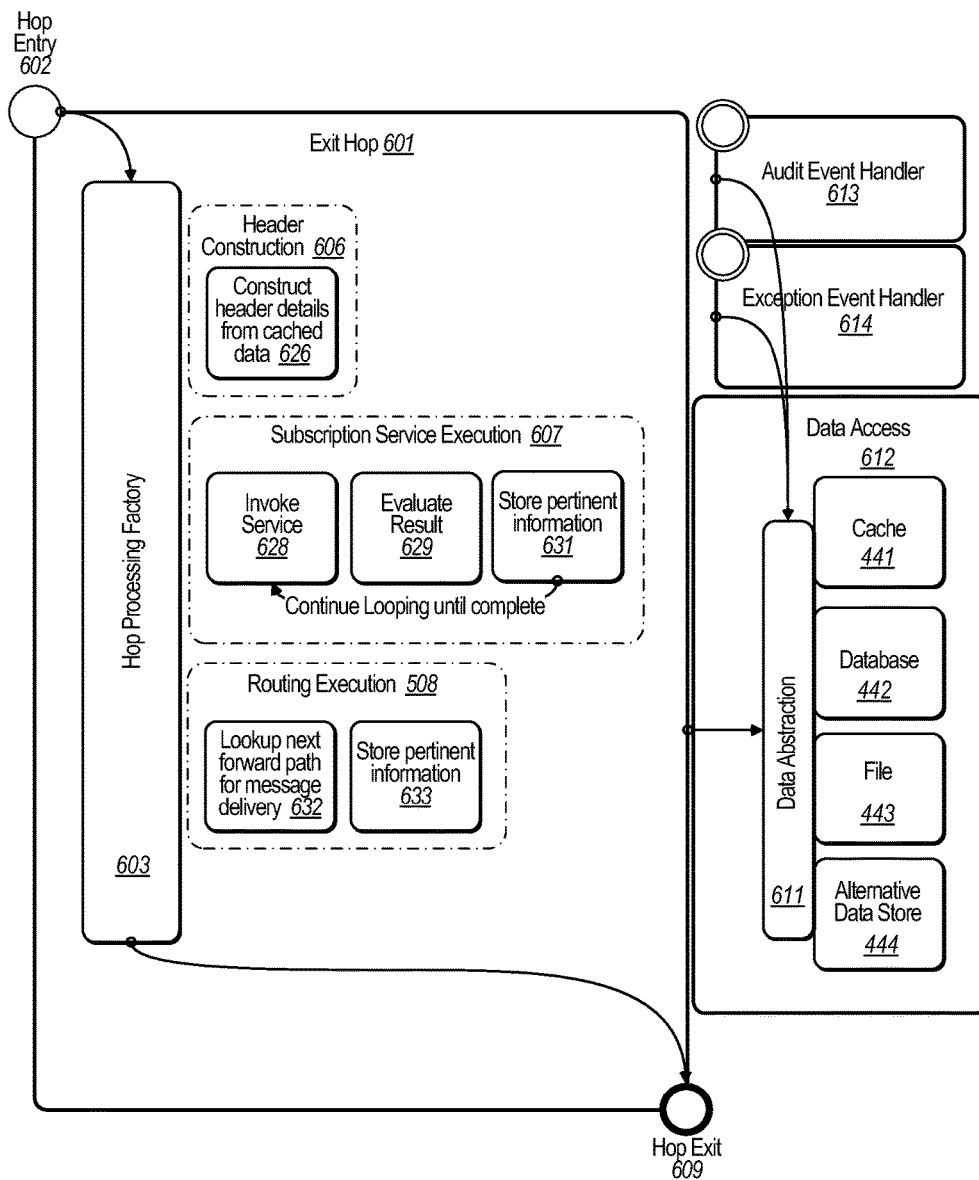 Hop
Entry
602
Exit Hop 601
Header
Construction 606
Construct
header details
from cached
data 626
Subscription Service Execution 607
Invoke
Service
628
Evaluate
Result
629
Store pertinent
information
631
Continue Looping until complete
Routing Execution 508
Lookup next
forward path
for message
delivery 632
Store pertinent
information
633
Hop Processing Factory
603
Audit Event Handler
613
Exception Event Handler
614
Data Access
612
Cache
441
Database
442
File
443
Alternative
Data Store
444
Data Abstraction
611
Hop Exit
609